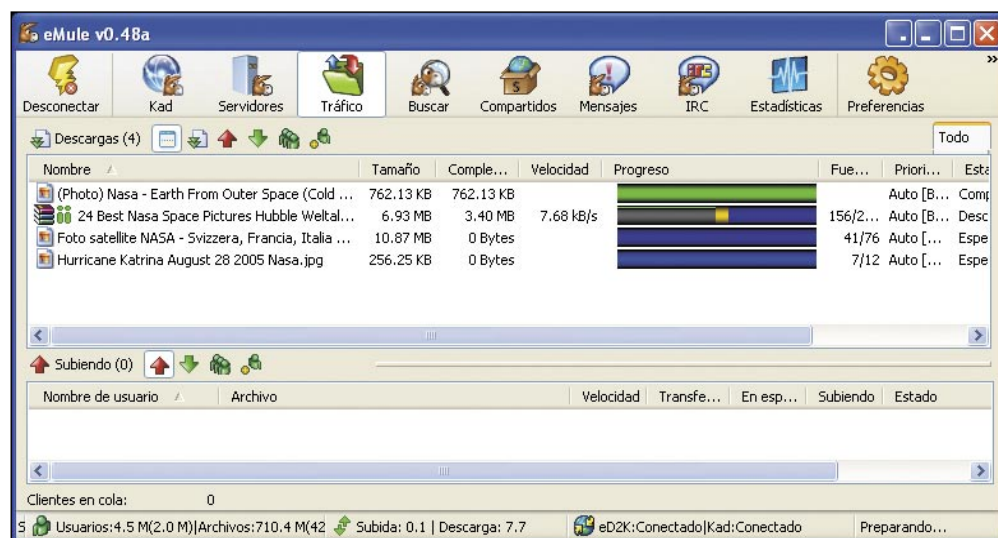 eMule v0.48a
Desconectar Kad Servidores Tráfico Buscar Compartidos Mensajes IRC Estadísticas Preferencias »
Descargas (4) Todo
Nombre Tamaño Comple... Velocidad Progreso Fue... Priori... Esta
(Photo) Nasa - Earth From Outer Space (Cold ... 762.13 KB 762.13 KB Auto [B... Comp
24 Best Nasa Space Pictures Hubble Weltal... 6.93 MB 3.40 MB 7.68 kB/s 156/2... Auto [B... Desc
Foto satellite NASA - Svizzera, Francia, Italia ... 10.87 MB 0 Bytes 41/76 Auto [... Espe
Hurricane Katrina August 28 2005 Nasa.jpg 256.25 KB 0 Bytes 7/12 Auto [... Espe
Subiendo (0)
Nombre de usuario Archivo Velocidad Transfe... En esp... Subiendo Estado
Clientes en cola: 0
S Usuarios:4.5 M(2.0 M)|Archivos:710.4 M(42 Subida: 0.1 | Descarga: 7.7 eD2K:Conectado|Kad:Conectado Preparando...